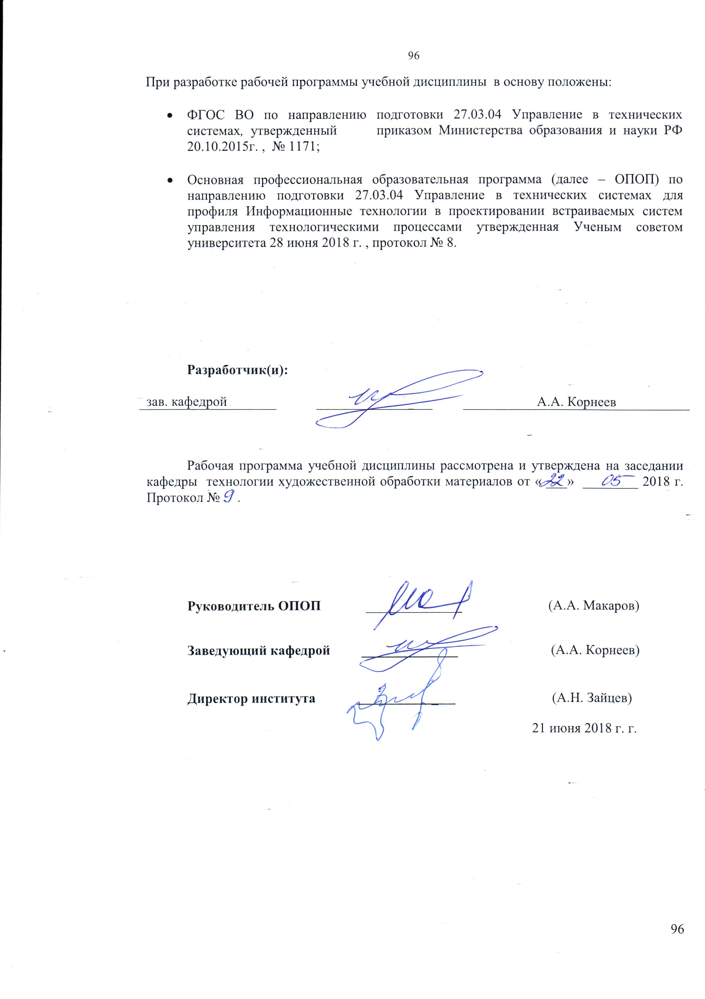 96
При разработке рабочей программы учебной дисциплины в основу положены:
• ФГОС ВО по направлению подготовки 27.03.04 Управление в технических
системах, утвержденный приказом Министерства образования и науки РФ
20.10.2015г. , № 1171;
• Основная профессиональная образовательная программа (далее – ОПОП) по
направлению подготовки 27.03.04 Управление в технических системах для
профиля Информационные технологии в проектировании встраиваемых систем
управления технологическими процессами утвержденная Ученым советом
университета 28 июня 2018 г. , протокол № 8.
Разработчик(и):
зав. кафедрой А.А. Корнеев
Рабочая программа учебной дисциплины рассмотрена и утверждена на заседании
кафедры технологии художественной обработки материалов от «22» 05 2018 г.
Протокол № 9 .
Руководитель ОПОП (А.А. Макаров)
Заведующий кафедрой (А.А. Корнеев)
Директор института (А.Н. Зайцев)
21 июня 2018 г. г.
96